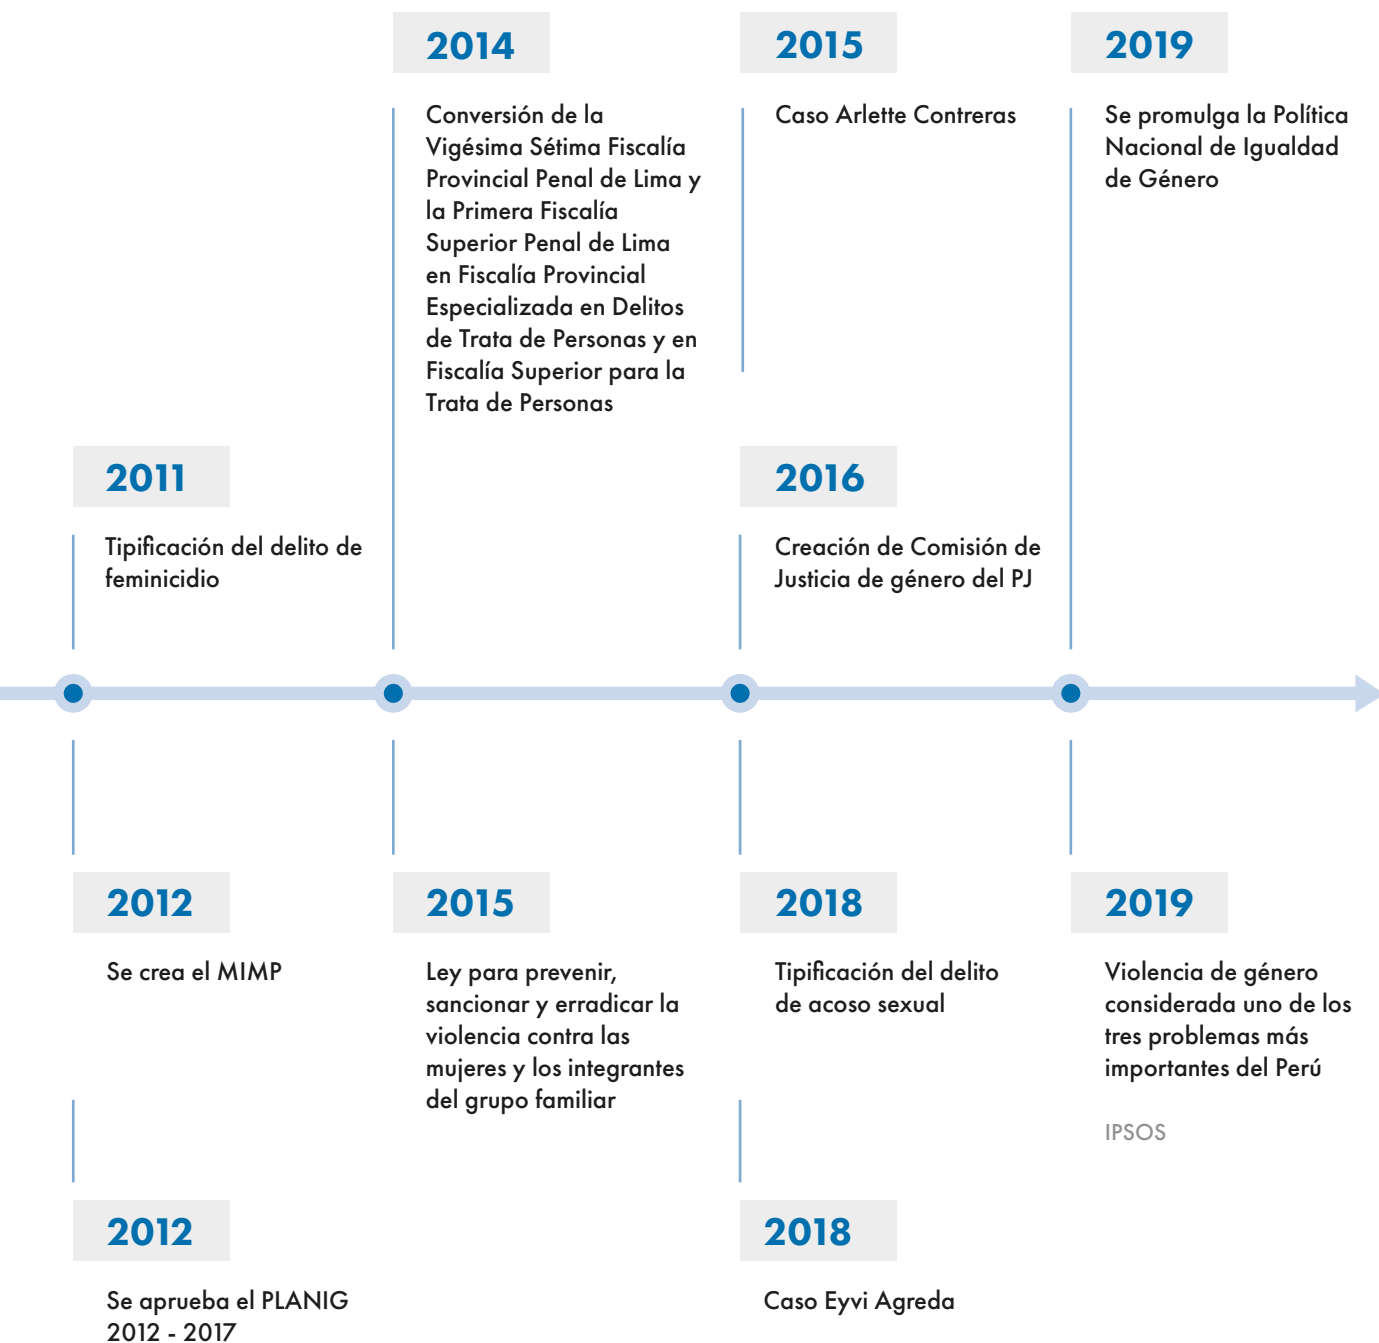 2014
Conversión de la
Vigésima Sétima Fiscalía
Provincial Penal de Lima y
la Primera Fiscalía
Superior Penal de Lima
en Fiscalía Provincial
Especializada en Delitos
de Trata de Personas y en
Fiscalía Superior para la
Trata de Personas
2015
Caso Arlette Contreras
2019
Se promulga la Política
Nacional de Igualdad
de Género
2011
Tipificación del delito de
feminicidio
2016
Creación de Comisión de
Justicia de género del PJ
2012
Se crea el MIMP
2015
Ley para prevenir,
sancionar y erradicar la
violencia contra las
mujeres y los integrantes
del grupo familiar
2018
Tipificación del delito
de acoso sexual
2019
Violencia de género
considerada uno de los
tres problemas más
importantes del Perú
IPSOS
2012
Se aprueba el PLANIG
2012 - 2017
2018
Caso Eyvi Agreda